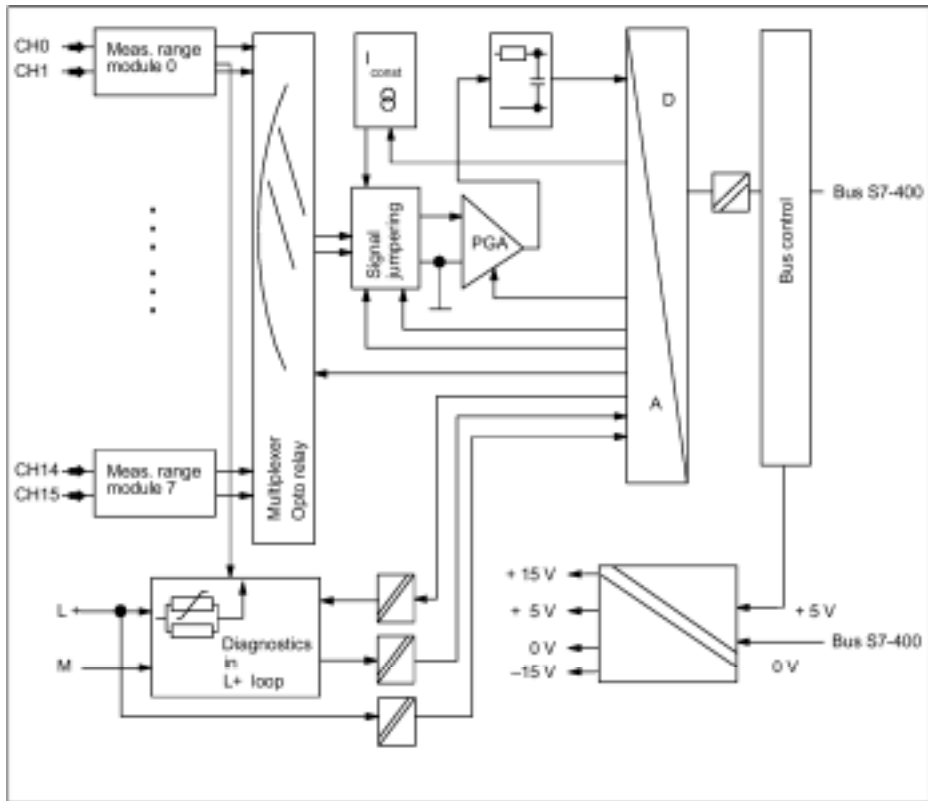 CH0
CH1
Meas. range
module 0
I const
D
Bus control
Bus S7-400
Signal
jumpering
PGA
A
CH14
CH15
Meas. range
module 7
Multiplexer
Opto relay
L+
M
Diagnostics
in
L+ loop
+ 15 V
+ 5 V
0 V
–15 V
+ 5 V
Bus S7-400
0 V